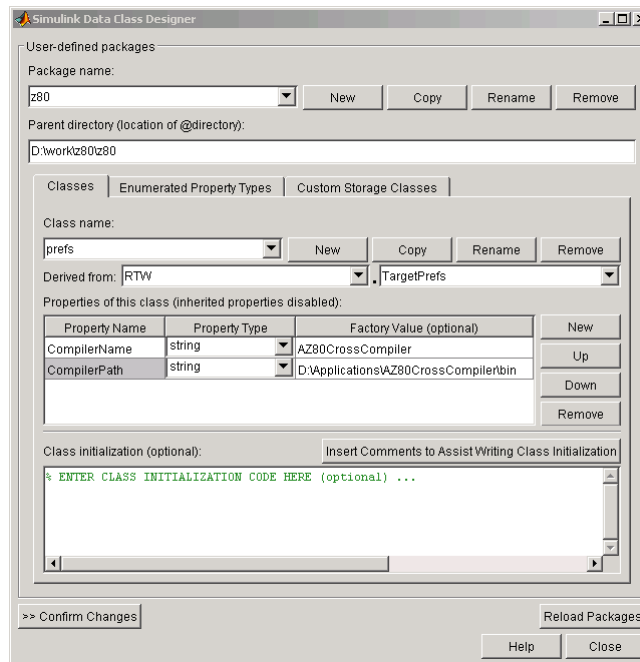 Simulink Data Class Designer
User-defined packages
Package name:
z80 New Copy Rename Remove
Parent directory (location of @directory):
D:\work\z80\z80
Classes Enumerated Property Types Custom Storage Classes
Class name:
prefs New Copy Rename Remove
Derived from: RTW . TargetPrefs
Properties of this class (inherited properties disabled):
Property Name Property Type Factory Value (optional) New
CompilerName string AZ80CrossCompiler Up
CompilerPath string D:\Applications\AZ80CrossCompiler\bin Down
Remove
Class initialization (optional): Insert Comments to Assist Writing Class Initialization
% ENTER CLASS INITIALIZATION CODE HERE (optional) ...
>> Confirm Changes Reload Packages
Help Close